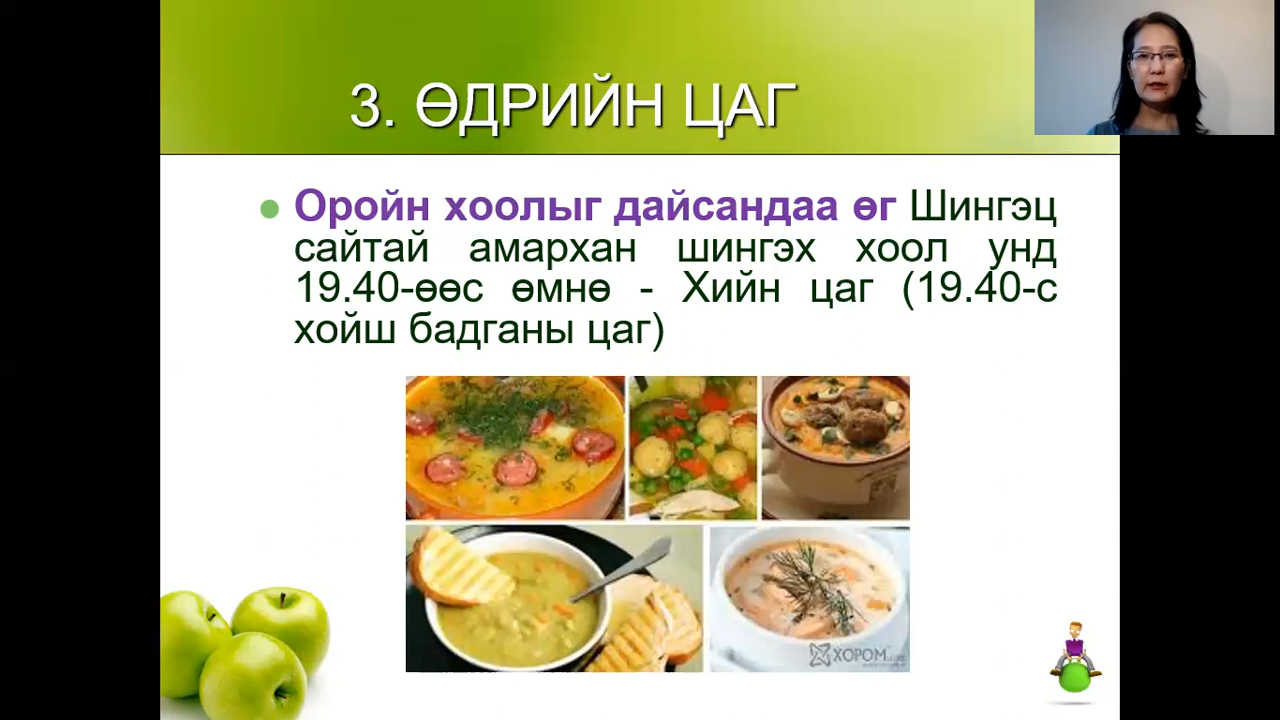 3. ӨДРИЙН ЦАГ
Оройн хоолыг дайсандаа өг Шингэц
сайтай амархан шингэх хоол унд
19.40-өөс өмнө - Хийн цаг (19.40-с
хойш бадганы цаг)
ХОРОМ